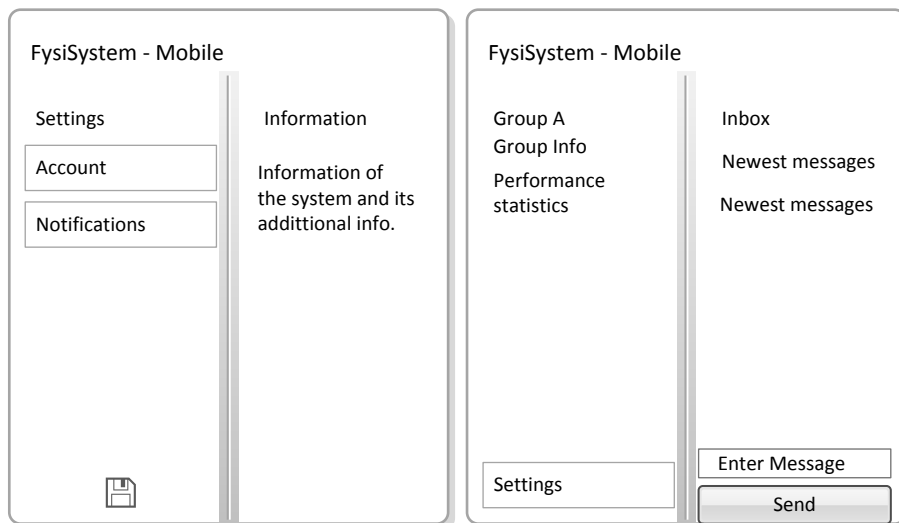 FysiSystem - Mobile
Settings
Account
Notifications
Information
Information of
the system and its
addittional info.
FysiSystem - Mobile
Group A
Group Info
Performance
statistics
Settings
Inbox
Newest messages
Newest messages
Enter Message
Send